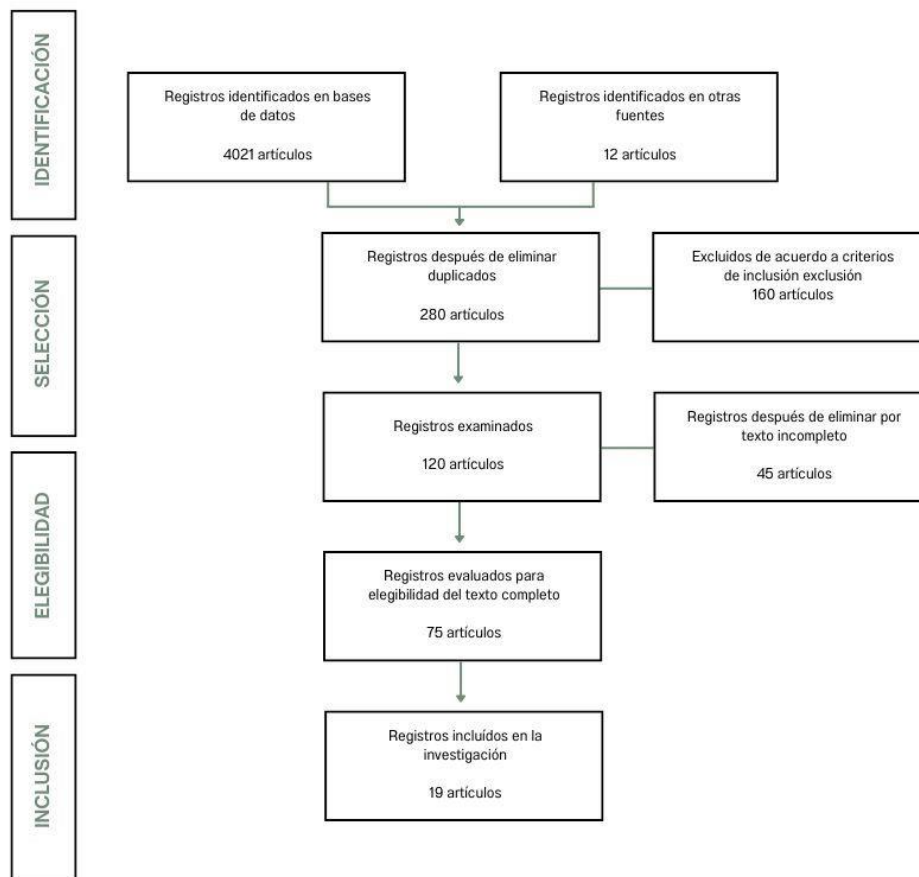 IDENTIFICACIÓN
Registros identificados en bases
de datos
4021 artículos
Registros identificados en otras
fuentes
12 artículos
SELECCIÓN
Registros después de eliminar
duplicados
280 artículos
Excluidos de acuerdo a criterios
de inclusión exclusión
160 artículos
Registros examinados
120 artículos
Registros después de eliminar por
texto incompleto
45 artículos
ELEGIBILIDAD
Registros evaluados para
elegibilidad del texto completo
75 artículos
INCLUSIÓN
Registros incluídos en la
investigación
19 artículos